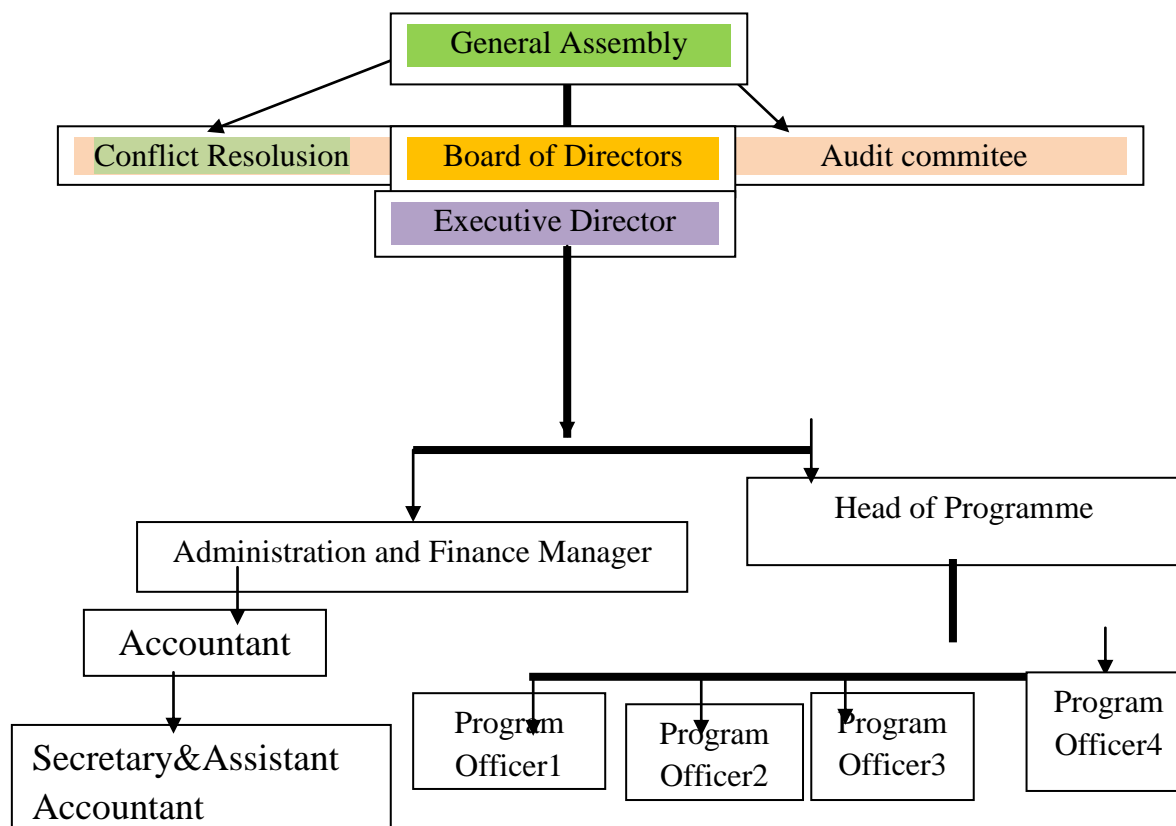 General Assembly
Conflict Resolusion
Board of Directors
Audit commitee
Executive Director
Head of Programme
Administration and Finance Manager
Accountant
Secretary&Assistant
Accountant
Program
Officer1
Program
Officer2
Program
Officer3
Program
Officer4